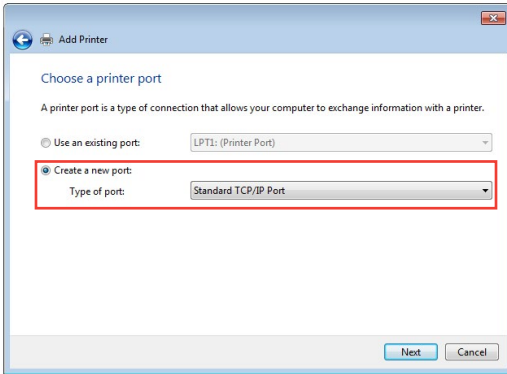 Add Printer
Choose a printer port
A printer port is a type of connection that allows your computer to exchange information with a printer.
Use an existing port:
LPT1: (Printer Port)
Create a new port:
Type of port:
Standard TCP/IP Port
Next
Cancel